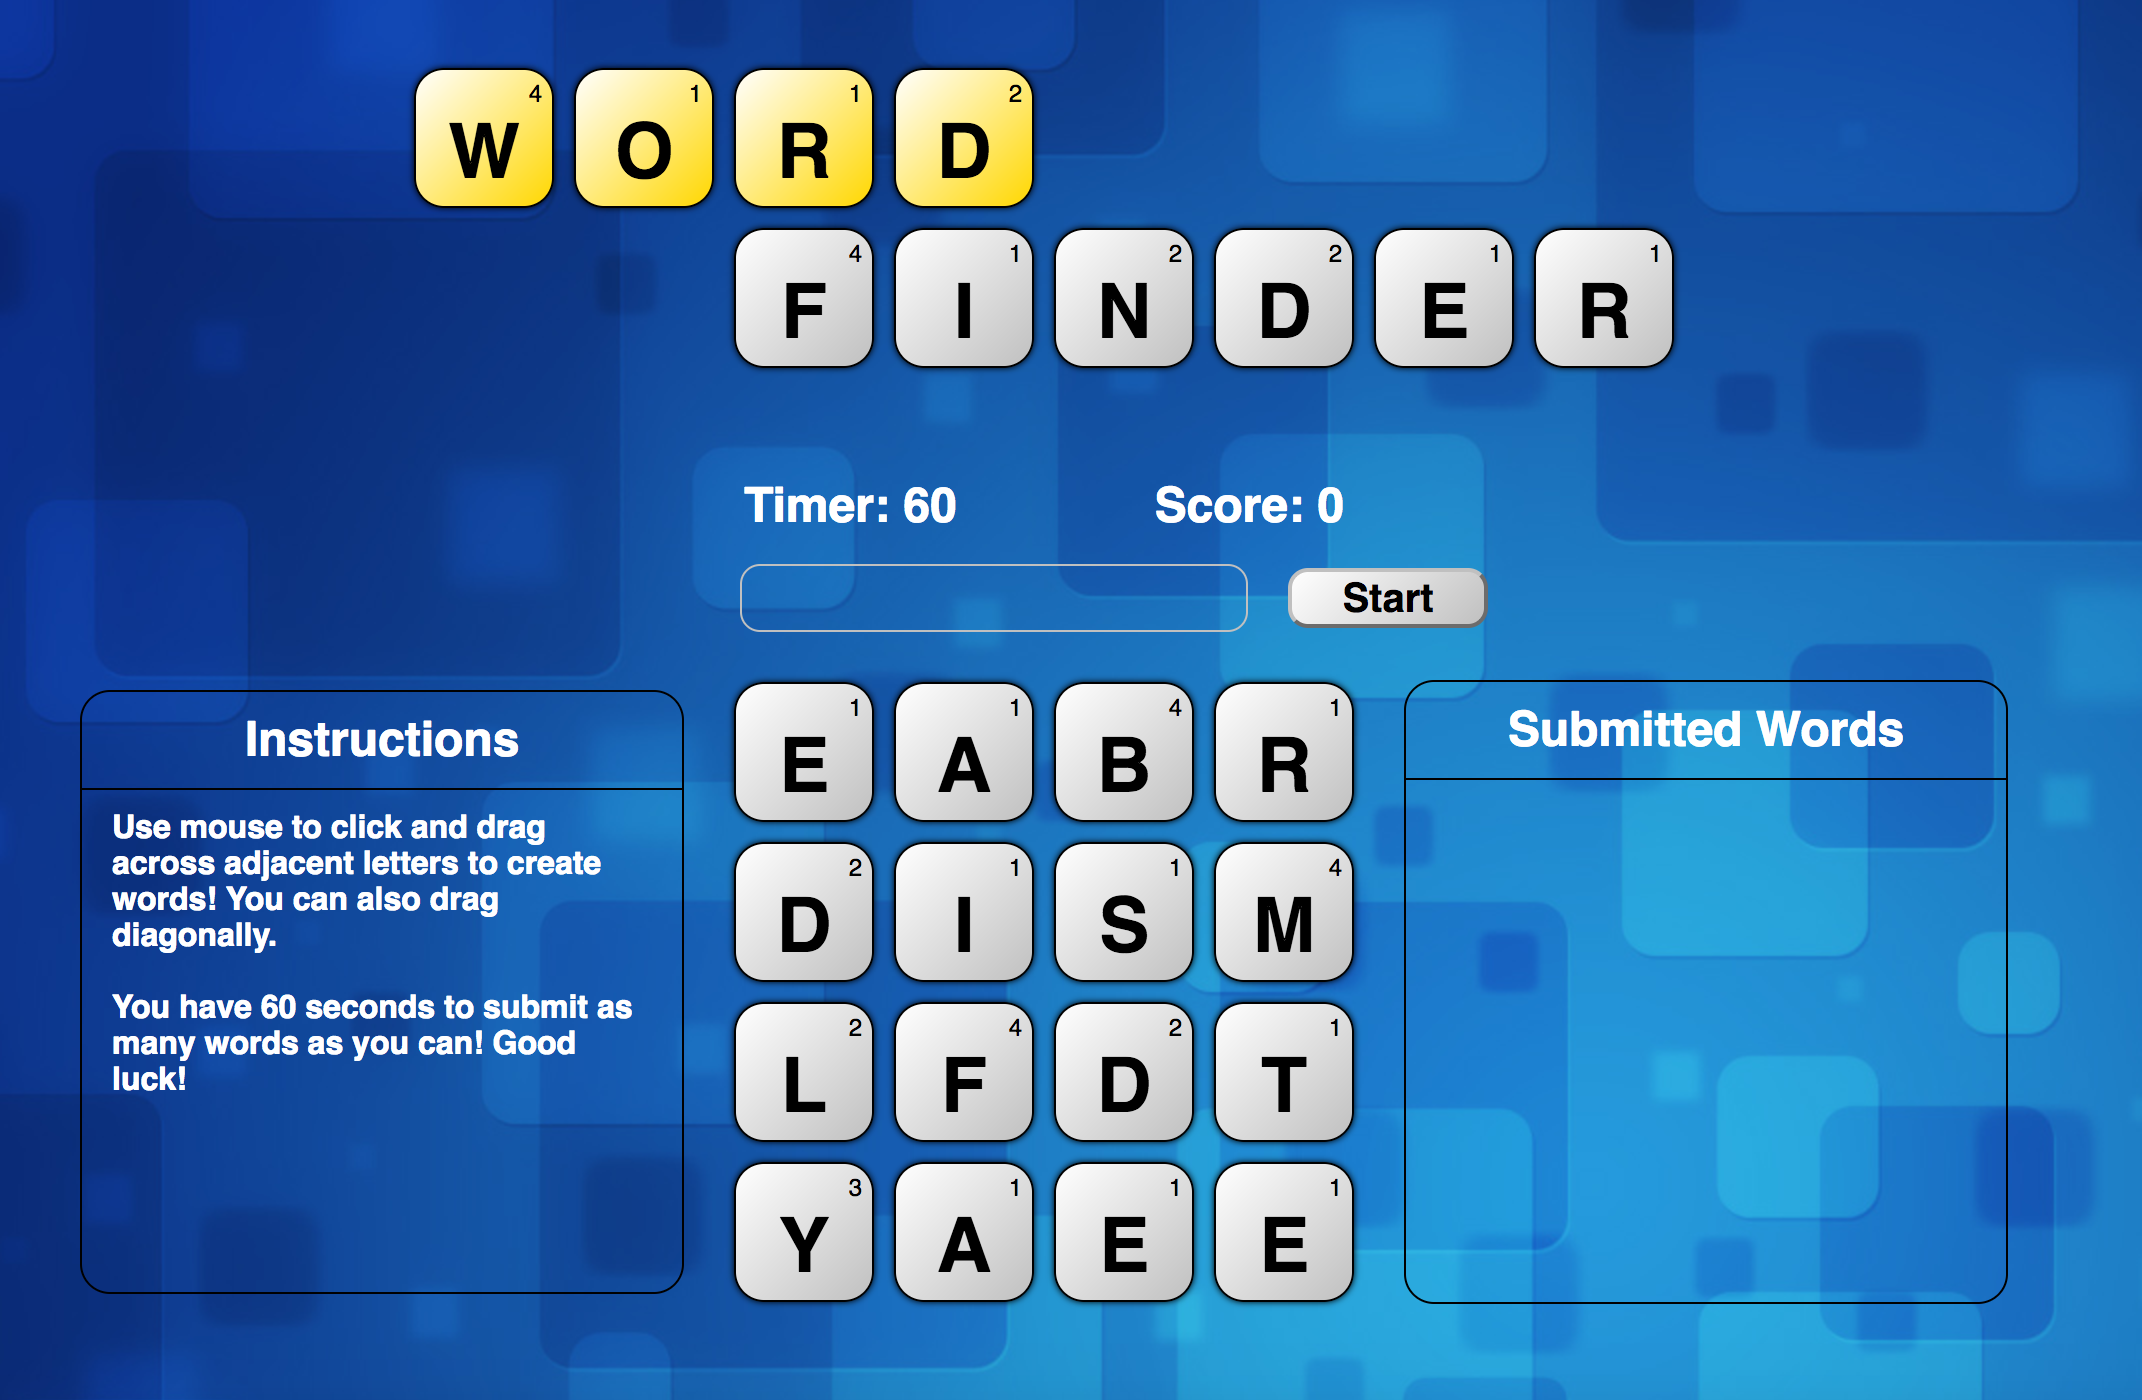 4 1 1 2
W O R D
4 1 2 2 1 1
F I N D E R
Timer: 60 Score: 0
Start
Instructions
Use mouse to click and drag
across adjacent letters to create
words! You can also drag
diagonally.
You have 60 seconds to submit as
many words as you can! Good
luck!
1 1 4 1
E A B R
2 1 1 4
D I S M
2 4 2 1
L F D T
3 1 1 1
Y A E E
Submitted Words